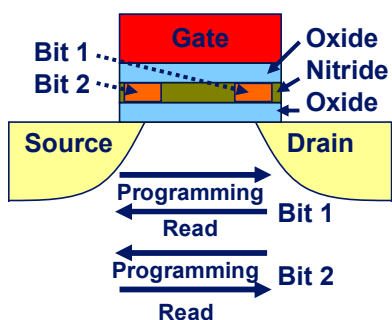 Bit 1
Gate
Oxide
Bit 2
Nitride
Oxide
Source
Drain
Programming
Bit 1
Read
Programming
Bit 2
Read